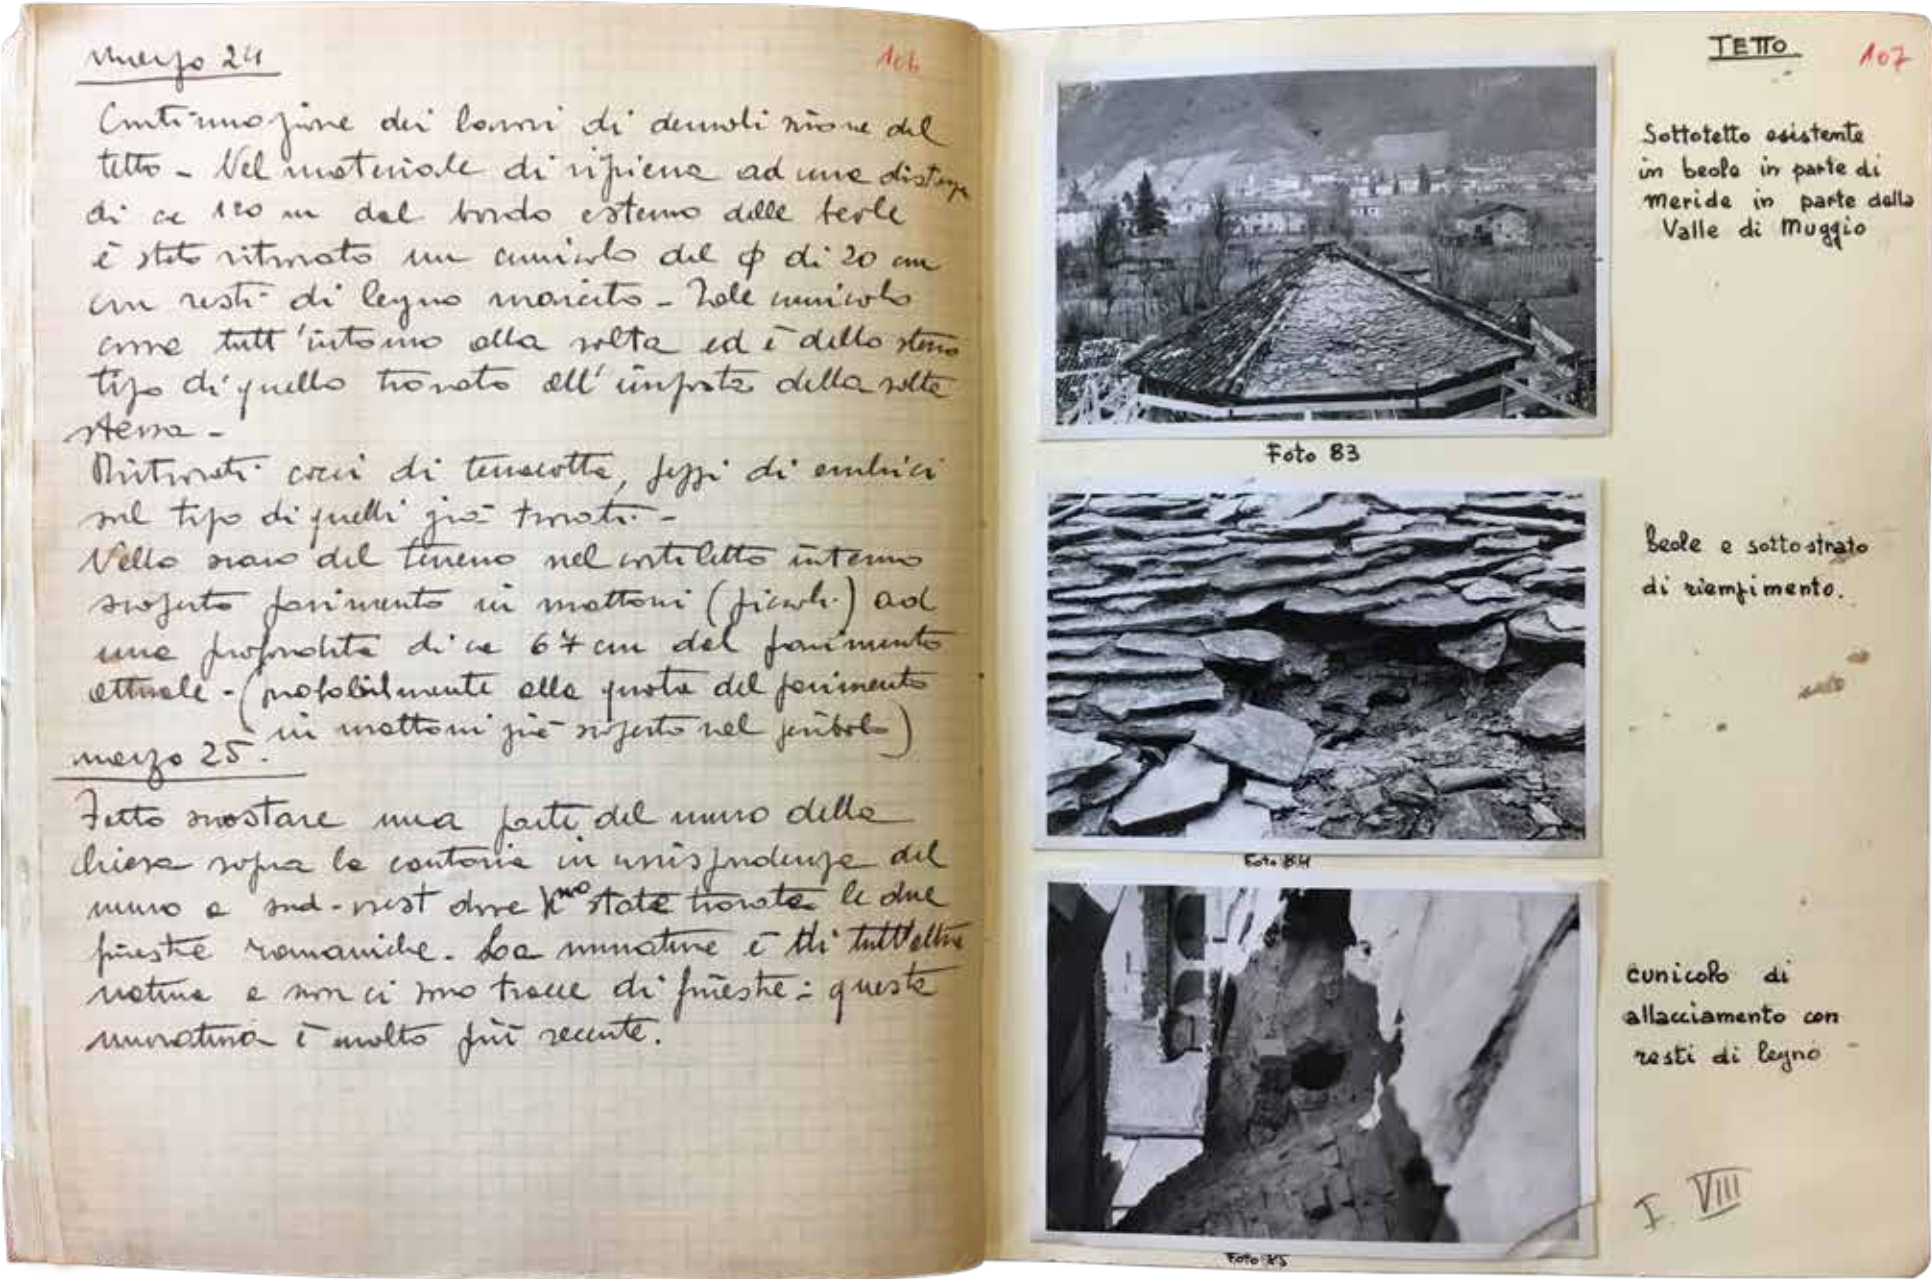 marzo 24
106
Continuazione dei lavori di demolizione del
tetto - Nel materiale di ripieno ad una distanza
di ca 120 m dal bordo esterno delle beole
è stato ritrovato un cunicolo del φ di 20 cm
con resti di legno marcito - Tale cunicolo
corre tutt'intorno alla volta ed è dello stesso
tipo di quello trovato all'imposta della volta
stessa -
Ritrovati cocci di terracotta, pezzi di embrici
sul tipo di quelli già trovati -
Nello scavo del terreno nel cortiletto interno
scoperto pavimento in mattoni (piccoli) ad
una profondità di ca 67 cm dal pavimento
attuale - (probabilmente alla quota del pavimento
in mattoni già scoperto nel peribolo)
marzo 25.
Fatto scrostare una parte del muro della
chiesa sopra la cantoria in corrispondenza del
muro a sud-ovest dove sono state trovate le due
finestre romaniche. La muratura è di tutt'altra
natura e non ci sono tracce di finestre: questa
muratura è molto più recente.
TETTO
107
Sottotetto esistente
in beole in parte di
Meride in parte della
Valle di Muggio
Foto 83
Beole e sottostrato
di riempimento.
Foto 84
cunicolo di
allacciamento con
resti di legno
Foto 85
I VIII